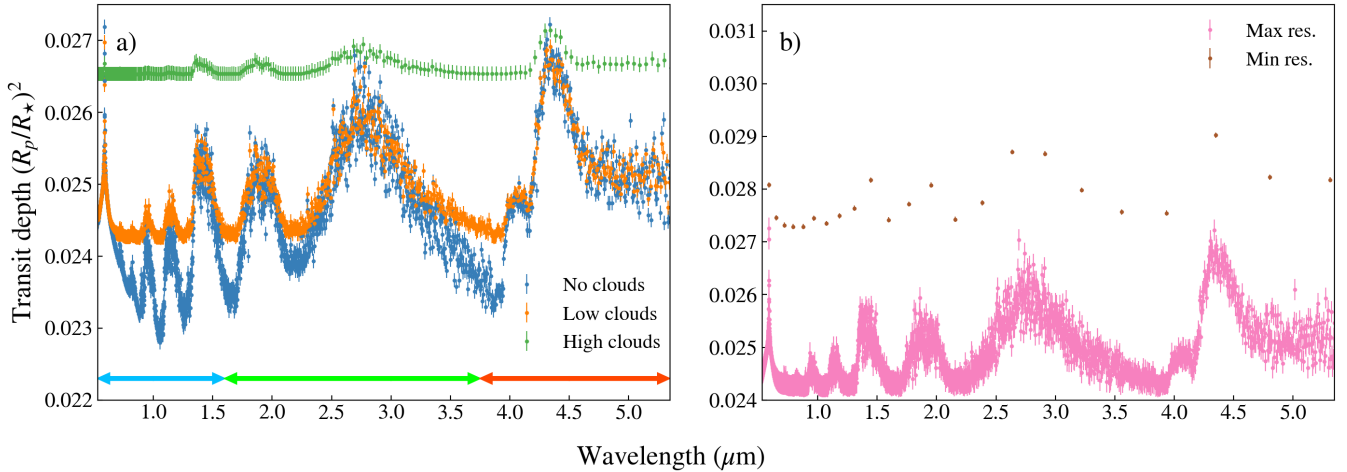 Transit depth (Rp/R★)²
0.027
0.026
0.025
0.024
0.023
0.022
a)
No clouds
Low clouds
High clouds
1.0 1.5 2.0 2.5 3.0 3.5 4.0 4.5 5.0
0.031
0.030
0.029
0.028
0.027
0.026
0.025
0.024
b)
Max res.
Min res.
1.0 1.5 2.0 2.5 3.0 3.5 4.0 4.5 5.0
Wavelength (μm)